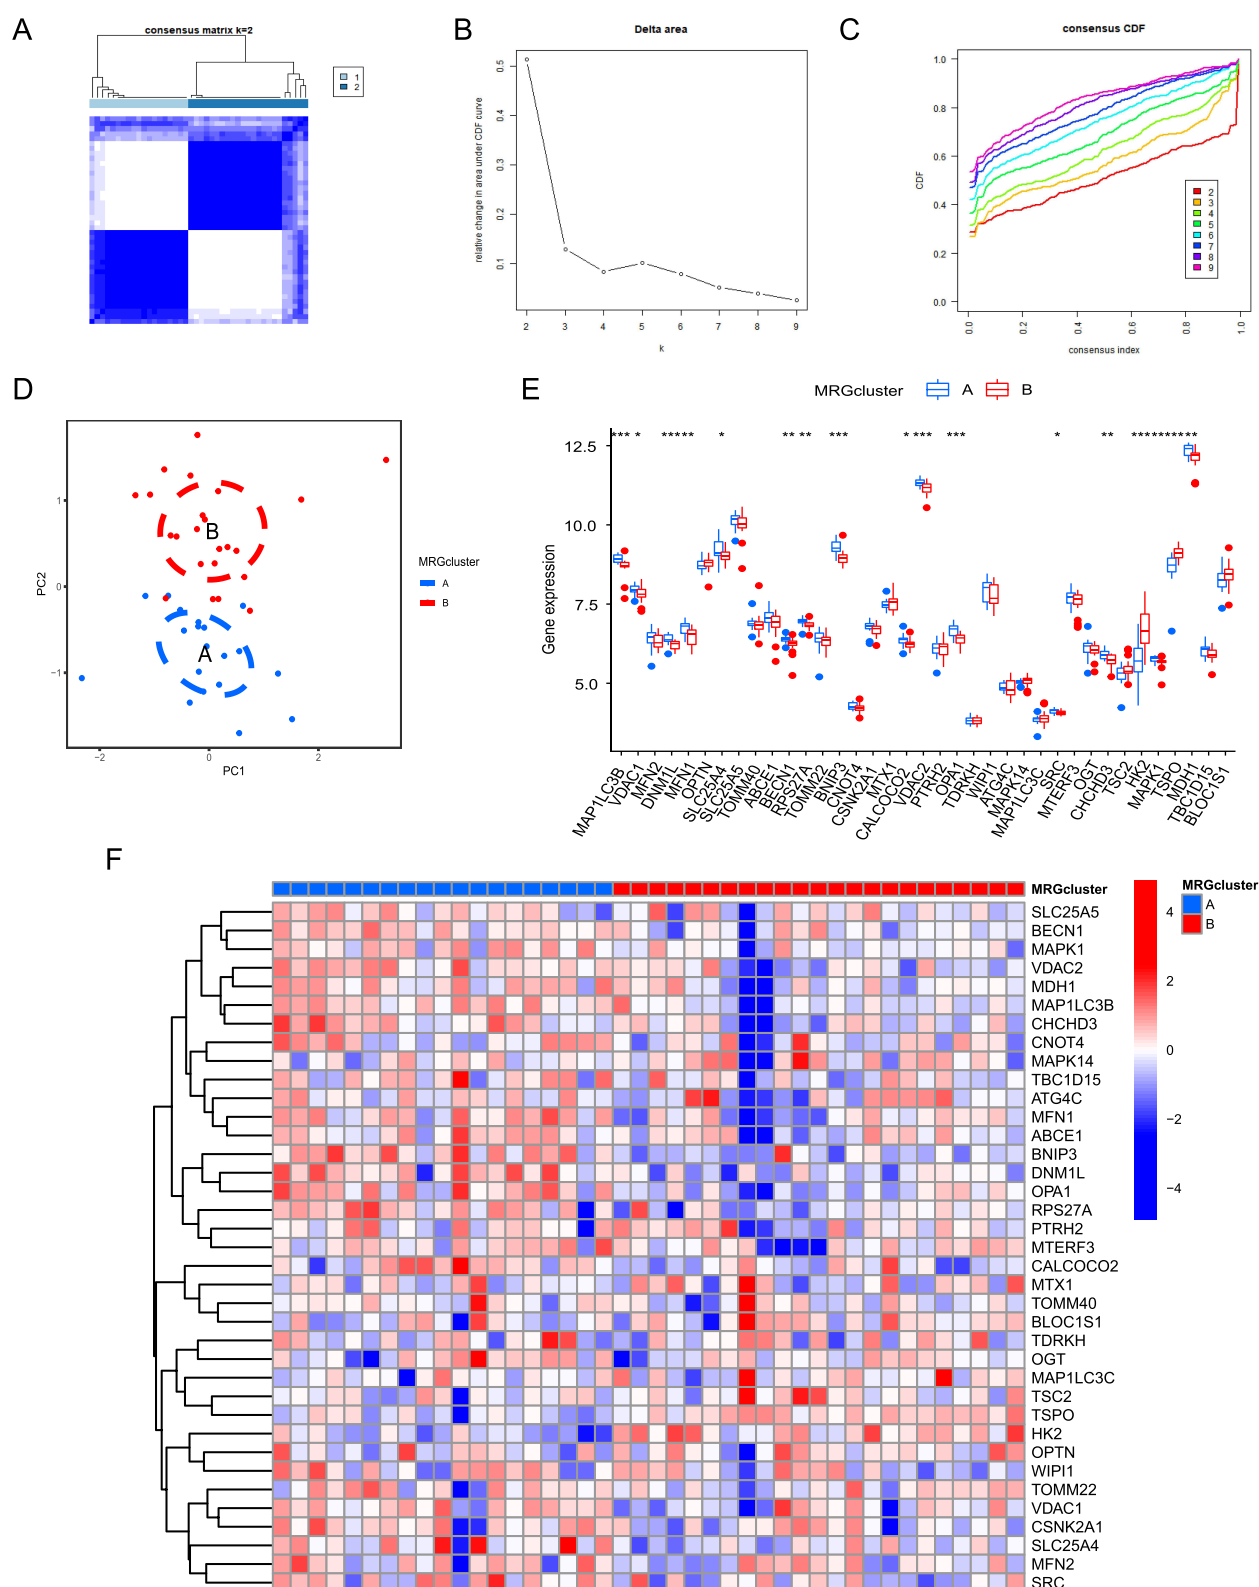 A
consensus matrix k=2
1
2
B
Delta area
relative change in area under CDF curve
0.5
0.4
0.3
0.2
0.1
2 3 4 5 6 7 8 9
k
C
consensus CDF
CDF
1.0
0.8
0.6
0.4
0.2
0.0
2
3
4
5
6
7
8
9
0.0 0.2 0.4 0.6 0.8 1.0
consensus index
D
PC2
1
0
−1
B
A
−2 0 2
PC1
MRGcluster
A
B
E
MRGcluster A B
Gene expression
12.5
10.0
7.5
5.0
*** * ***** * ** ** *** * **** *** * ** **********
MAP1LC3B
VDAC1
MFN2
DNM1L
MFN1
OPTN
SLC25A4
SLC25A5
TOMM40
ABCE1
BECN1
RPS27A
TOMM22
BNIP3
CNOT4
CSNK2A1
MTX1
CALCOCO2
VDAC2
PTRH2
OPA1
TDRKH
WIPI1
ATG4C
MAPK14
MAP1LC3C
SRC
MTERF3
OGT
CHCHD3
TSC2
HK2
MAPK1
TSPO
MDH1
TBC1D15
BLOC1S1
F
MRGcluster
SLC25A5
BECN1
MAPK1
VDAC2
MDH1
MAP1LC3B
CHCHD3
CNOT4
MAPK14
TBC1D15
ATG4C
MFN1
ABCE1
BNIP3
DNM1L
OPA1
RPS27A
PTRH2
MTERF3
CALCOCO2
MTX1
TOMM40
BLOC1S1
TDRKH
OGT
MAP1LC3C
TSC2
TSPO
HK2
OPTN
WIPI1
TOMM22
VDAC1
CSNK2A1
SLC25A4
MFN2
SRC
4
2
0
−2
−4
MRGcluster
A
B